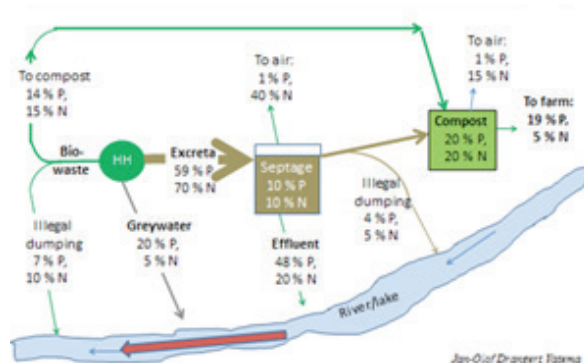 To air:
1 % P
40 % N
To air:
1 % P
15 % N
To compost
14 % P,
15 % N
To farm:
19 % P,
5 % N
Compost
20 % P,
20 % N
Bio-
waste
HH
Excreta
59 % P
70 % N
Septage
10 % P
10 % N
Illegal
dumping
4 % P,
5 % N
Illegal
dumping
7 % P,
10 % N
Greywater
20 % P,
5 % N
Effluent
48 % P,
20 % N
River/lake
Jan-Olof Drangert